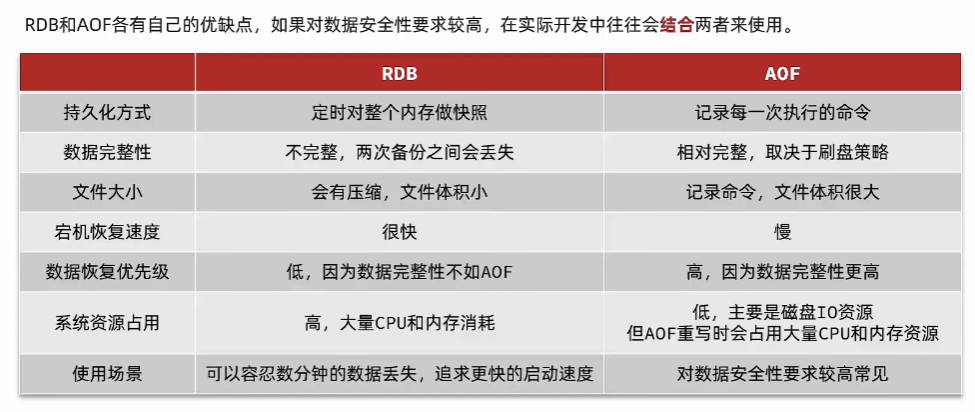 RDB和AOF各有自己的优缺点，如果对数据安全性要求较高，在实际开发中往往会结合两者来使用。
RDB AOF
持久化方式 定时对整个内存做快照 记录每一次执行的命令
数据完整性 不完整，两次备份之间会丢失 相对完整，取决于刷盘策略
文件大小 会有压缩，文件体积小 记录命令，文件体积很大
宕机恢复速度 很快 慢
数据恢复优先级 低，因为数据完整性不如AOF 高，因为数据完整性更高
系统资源占用 高，大量CPU和内存消耗 低，主要是磁盘IO资源
但AOF重写时会占用大量CPU和内存资源
使用场景 可以容忍数分钟的数据丢失，追求更快的启动速度 对数据安全性要求较高常见